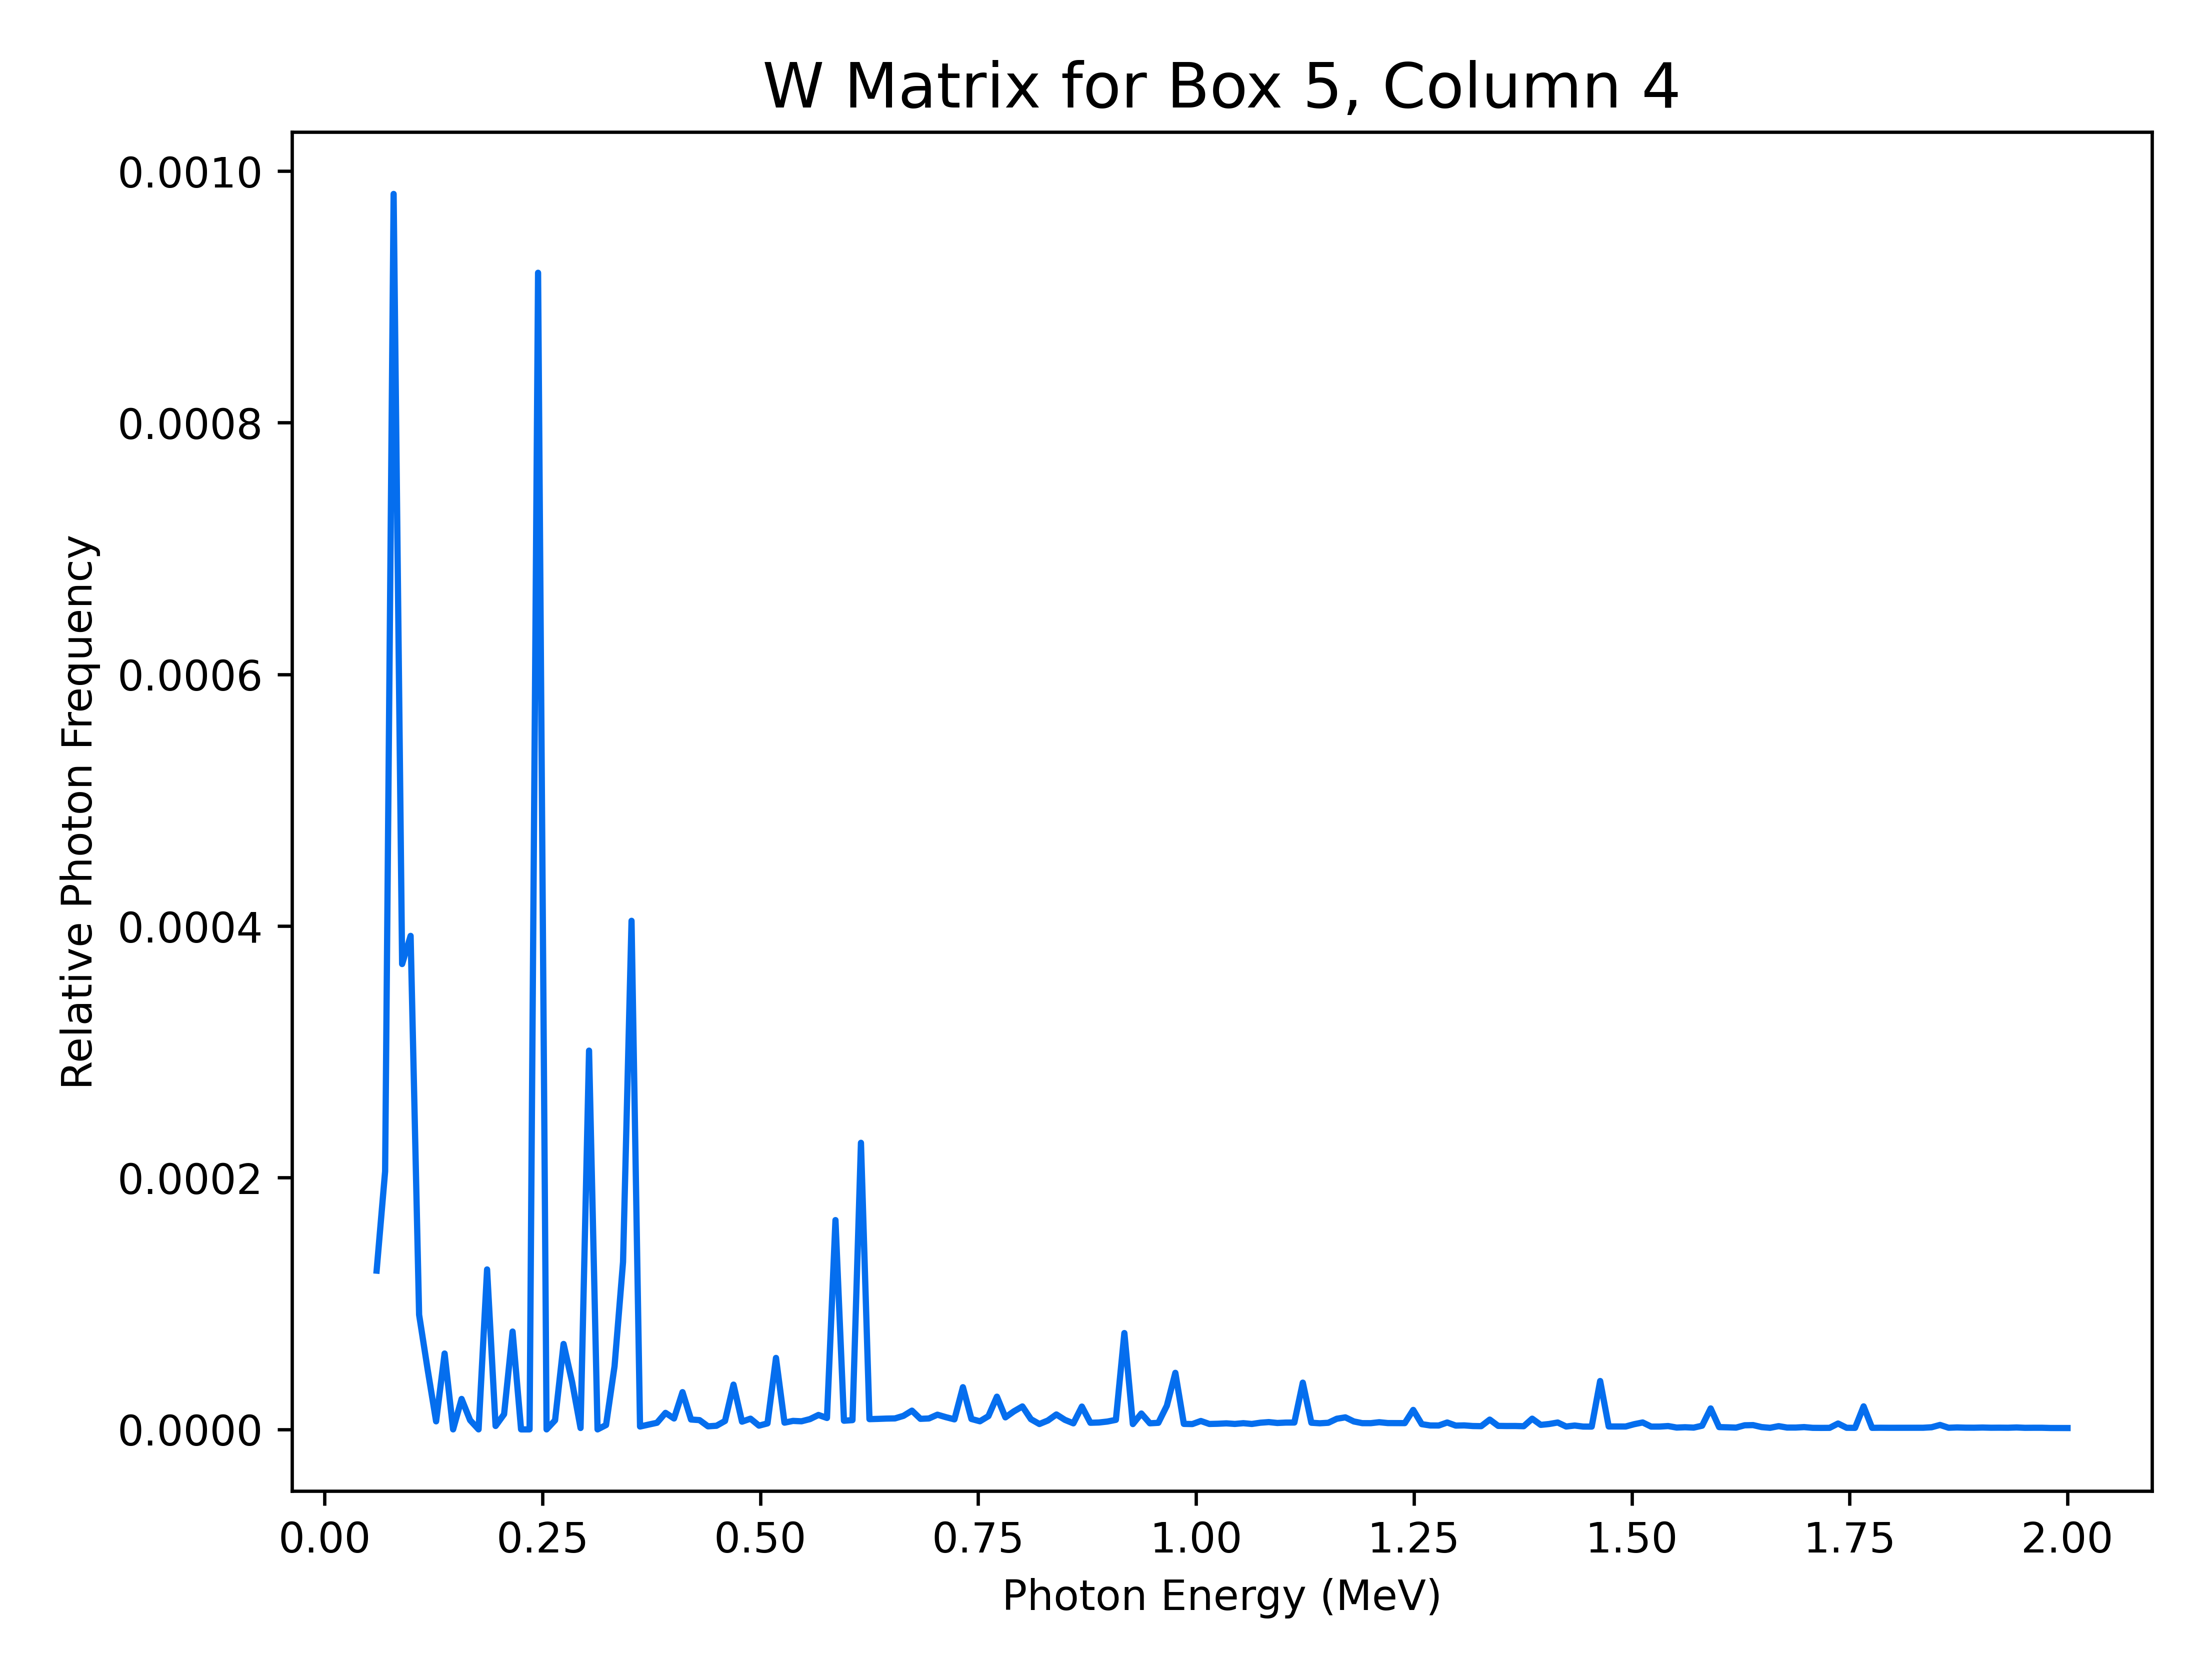 W Matrix for Box 5, Column 4
0.0010
0.0008
0.0006
0.0004
0.0002
0.0000
Relative Photon Frequency
0.00 0.25 0.50 0.75 1.00 1.25 1.50 1.75 2.00
Photon Energy (MeV)